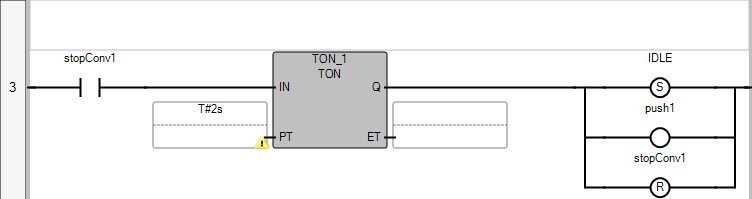 stopConv1
TON_1
TON
IDLE
3
IN
Q
S
T#2s
push1
PT
ET
stopConv1
R